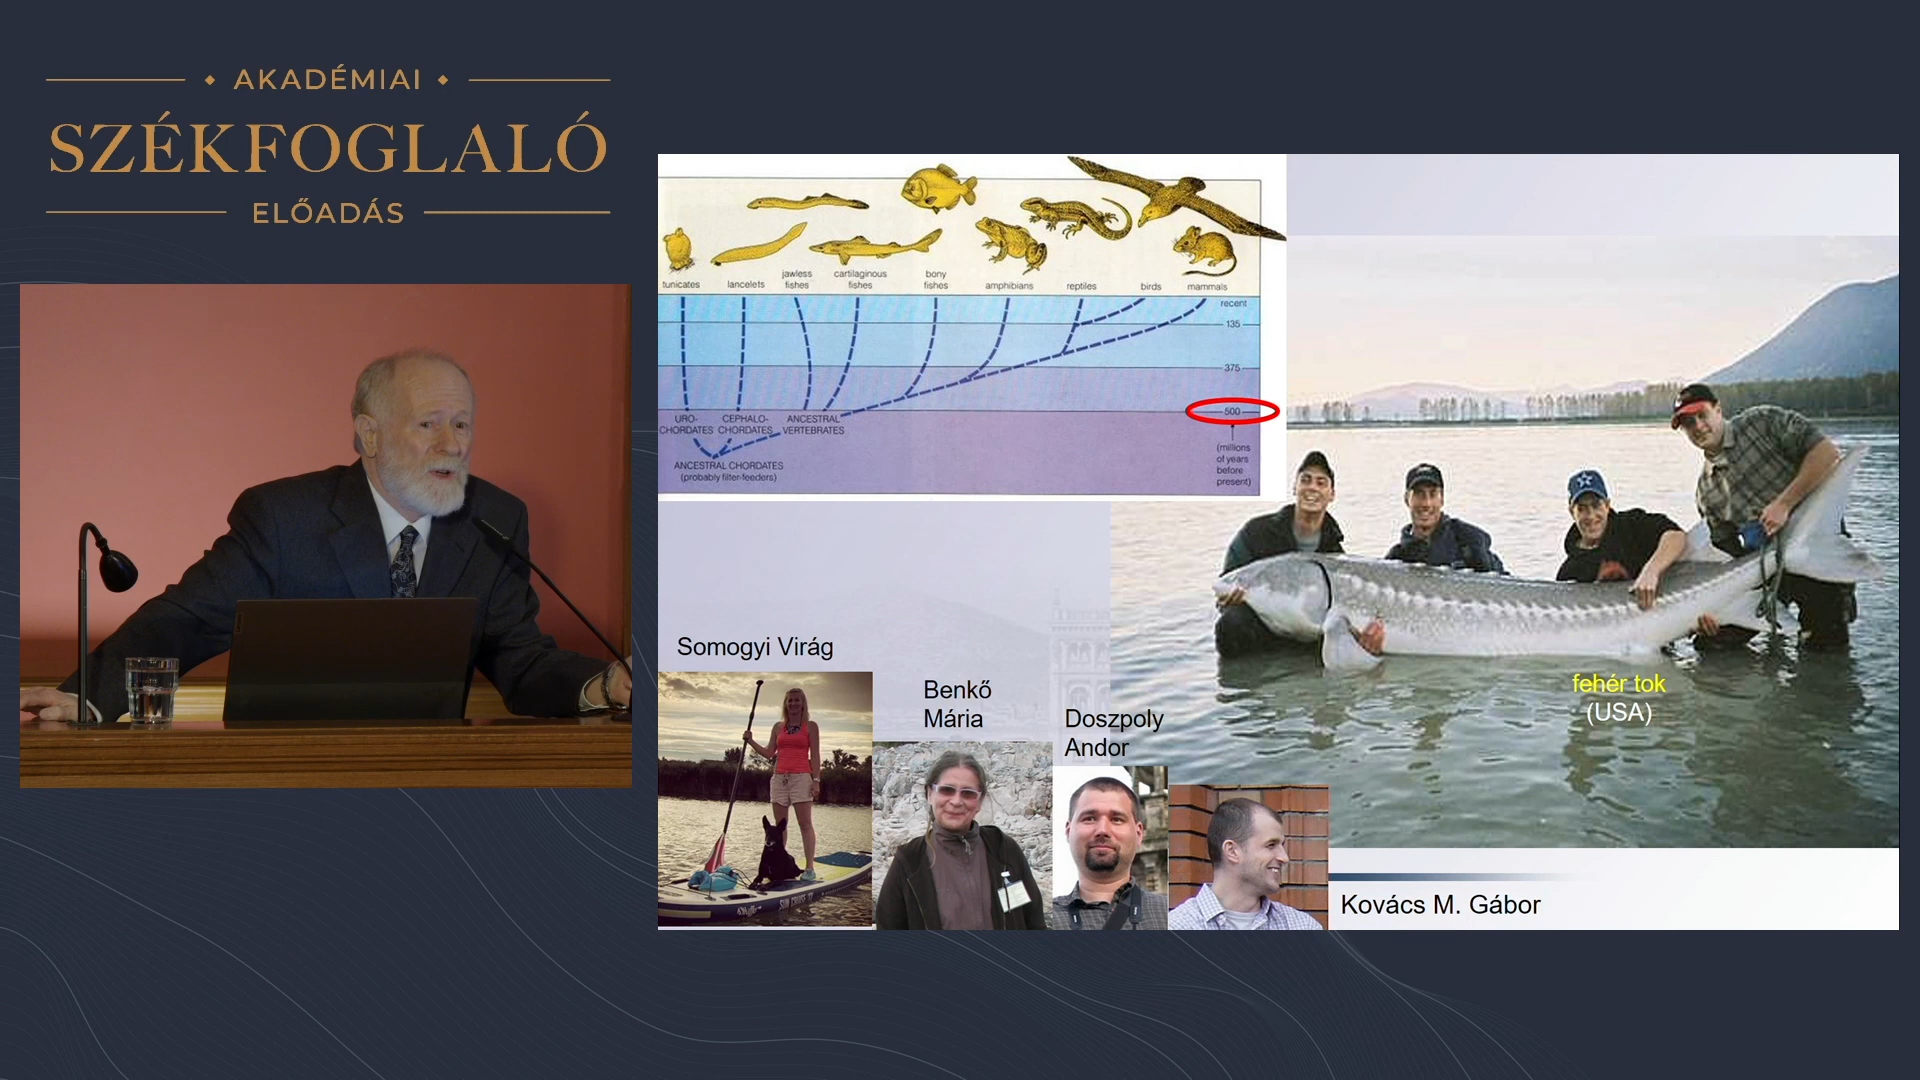 AKADÉMIAI
SZÉKFOGLALÓ
ELŐADÁS
tunicates
lancelets
jawless
fishes
cartilaginous
fishes
bony
fishes
amphibians
reptiles
birds
mammals
recent
135
375
500
(millions
of years
before
present)
URO-
CHORDATES
CEPHALO-
CHORDATES
ANCESTRAL
VERTEBRATES
ANCESTRAL CHORDATES
(probably filter-feeders)
fehér tok
(USA)
Somogyi Virág
Benkő
Mária
Doszpoly
Andor
Kovács M. Gábor